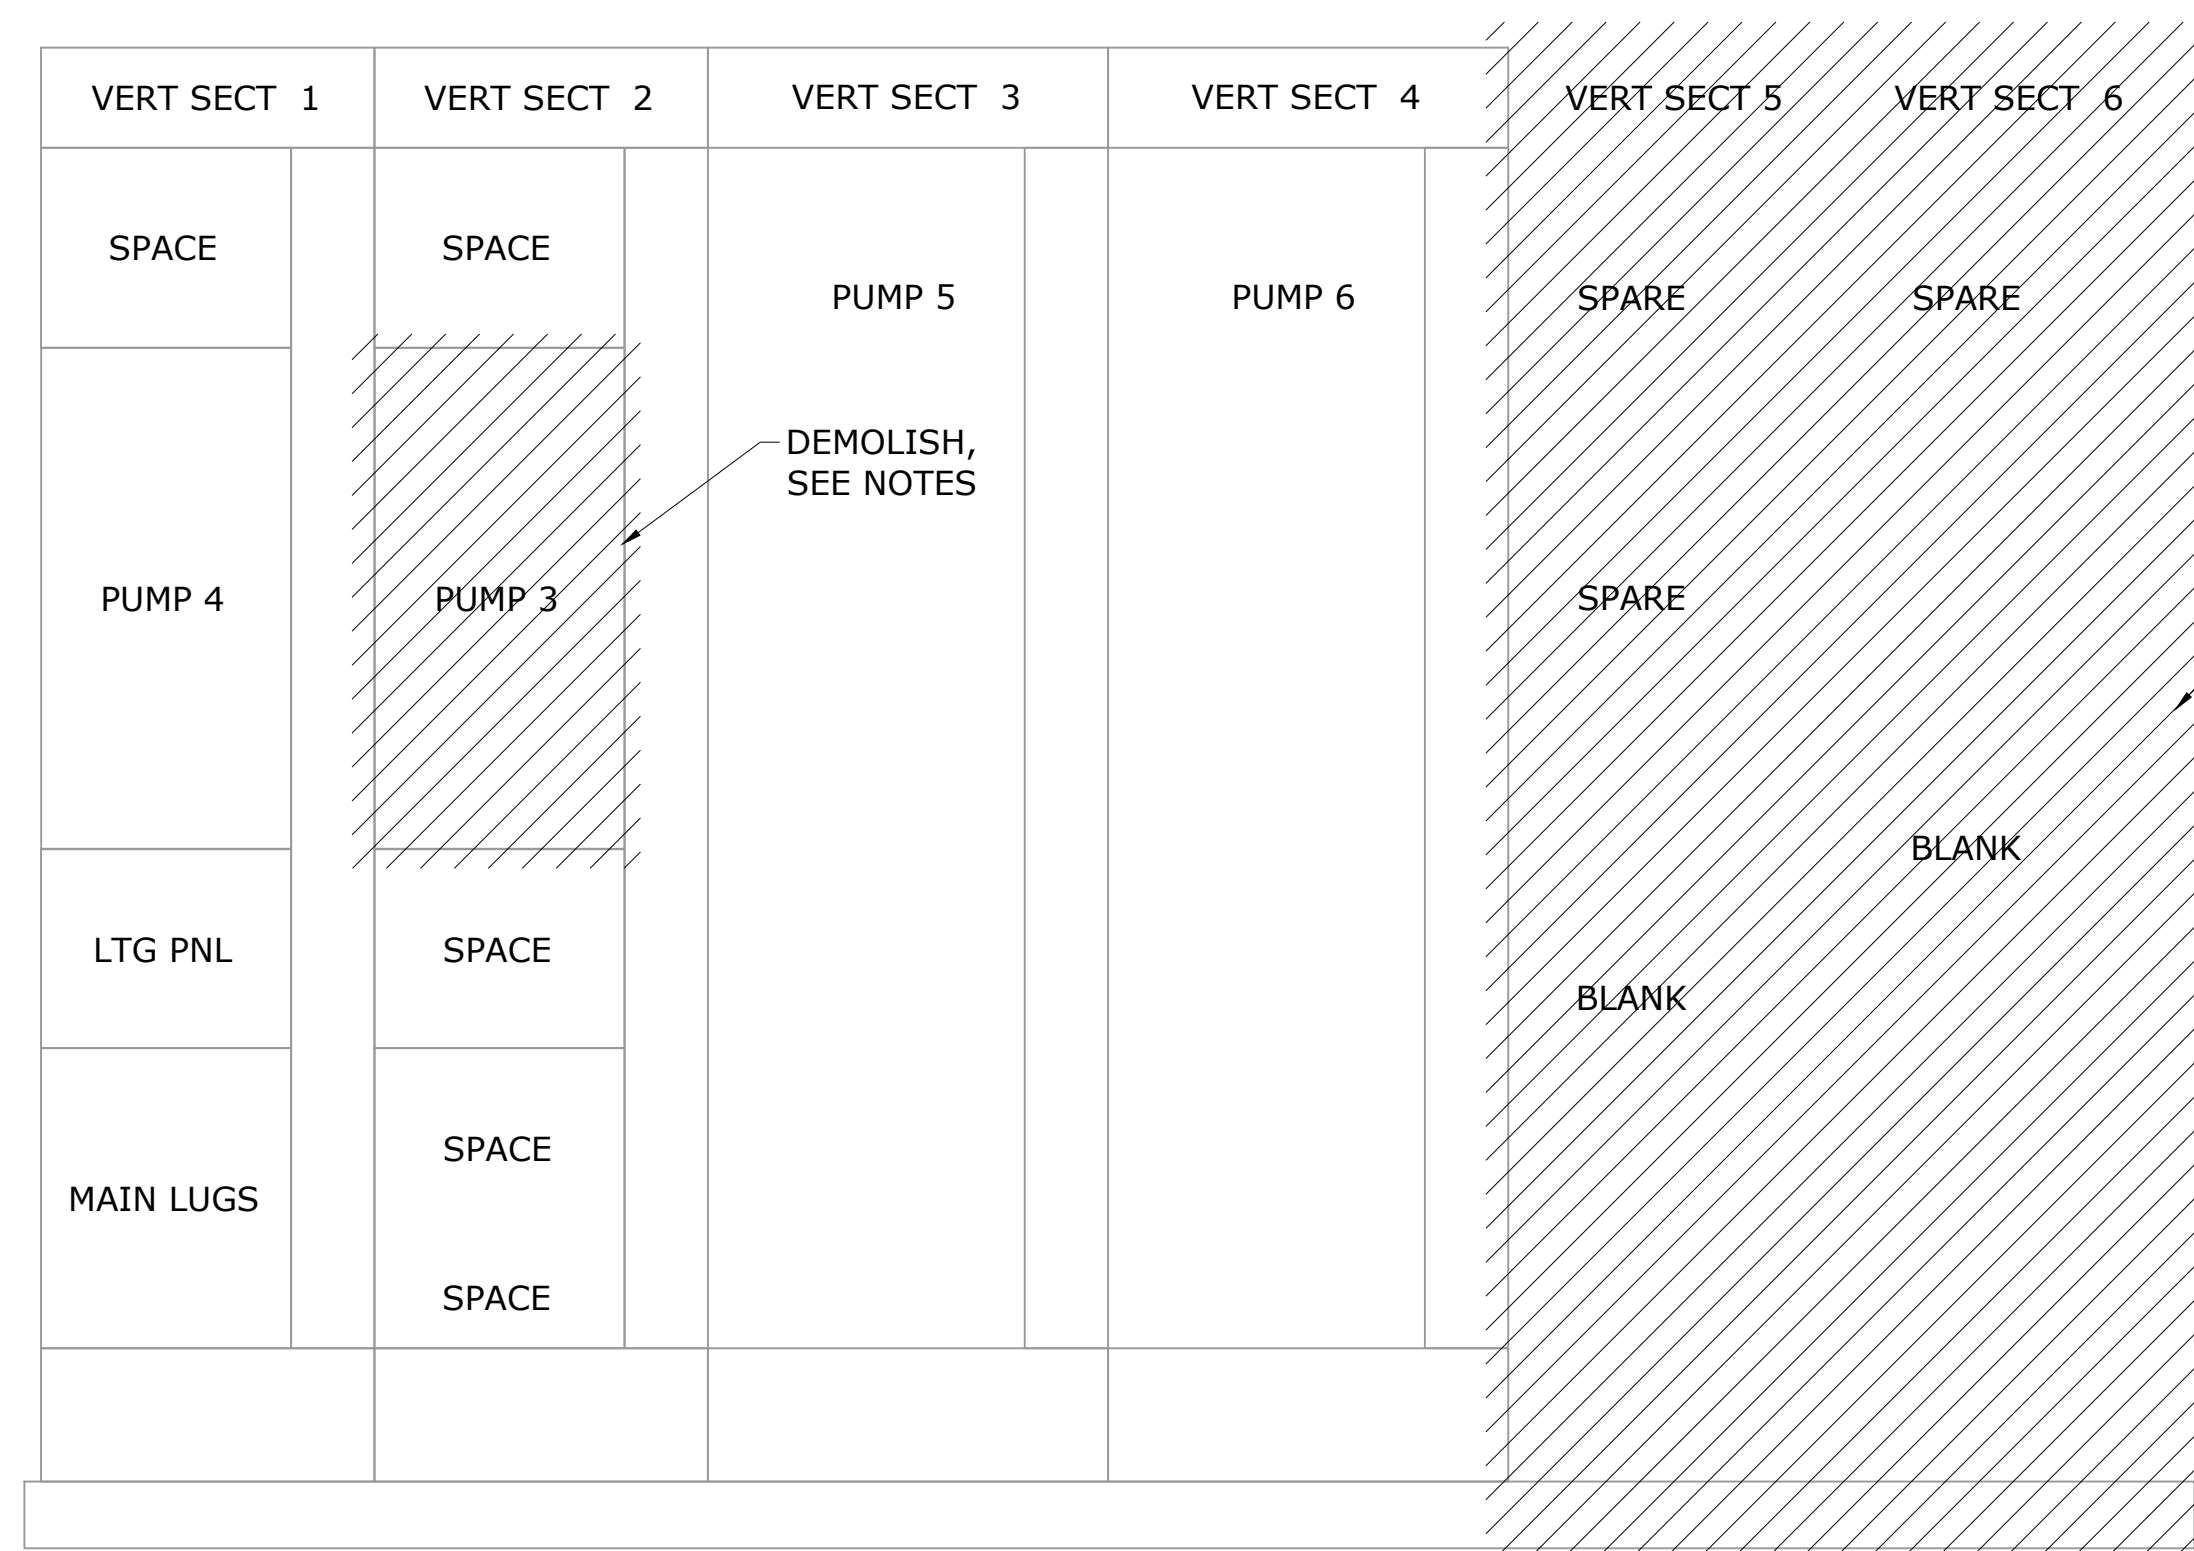 VERT SECT 1
VERT SECT 2
VERT SECT 3
VERT SECT 4
VERT SECT 5
VERT SECT 6
SPACE
SPACE
PUMP 5
PUMP 6
SPARE
SPARE
DEMOLISH,
SEE NOTES
PUMP 4
PUMP 3
SPARE
BLANK
LTG PNL
SPACE
BLANK
SPACE
MAIN LUGS
SPACE